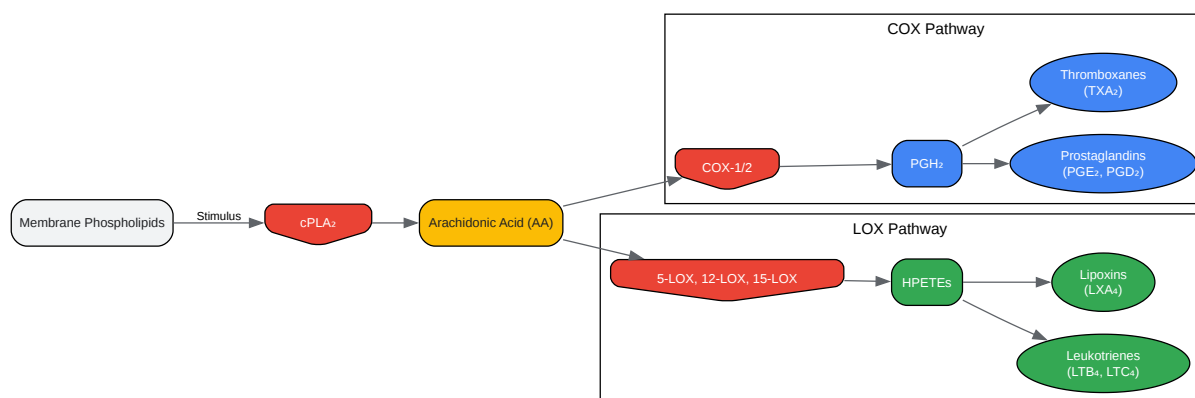 COX Pathway
Thromboxanes
(TXA₂)
COX-1/2
PGH₂
Prostaglandins
(PGE₂, PGD₂)
Membrane Phospholipids
Stimulus
cPLA₂
Arachidonic Acid (AA)
LOX Pathway
5-LOX, 12-LOX, 15-LOX
HPETEs
Lipoxins
(LXA₄)
Leukotrienes
(LTB₄, LTC₄)